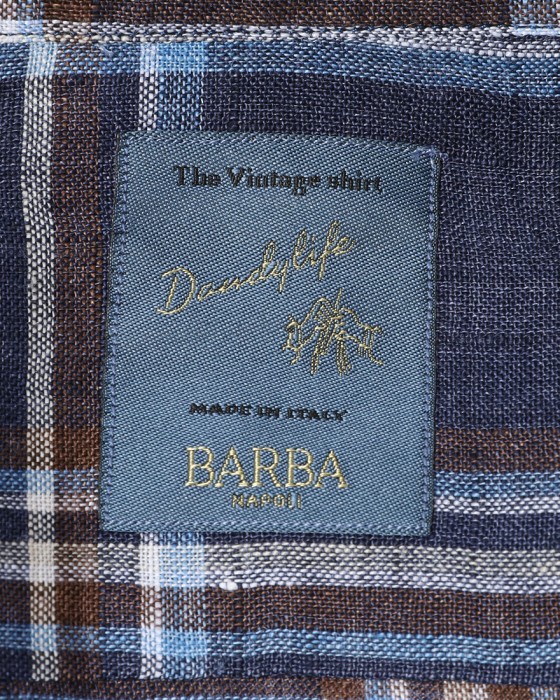 The Vintage shirt
Dandylife
MADE IN ITALY
BARBA
NAPOLI